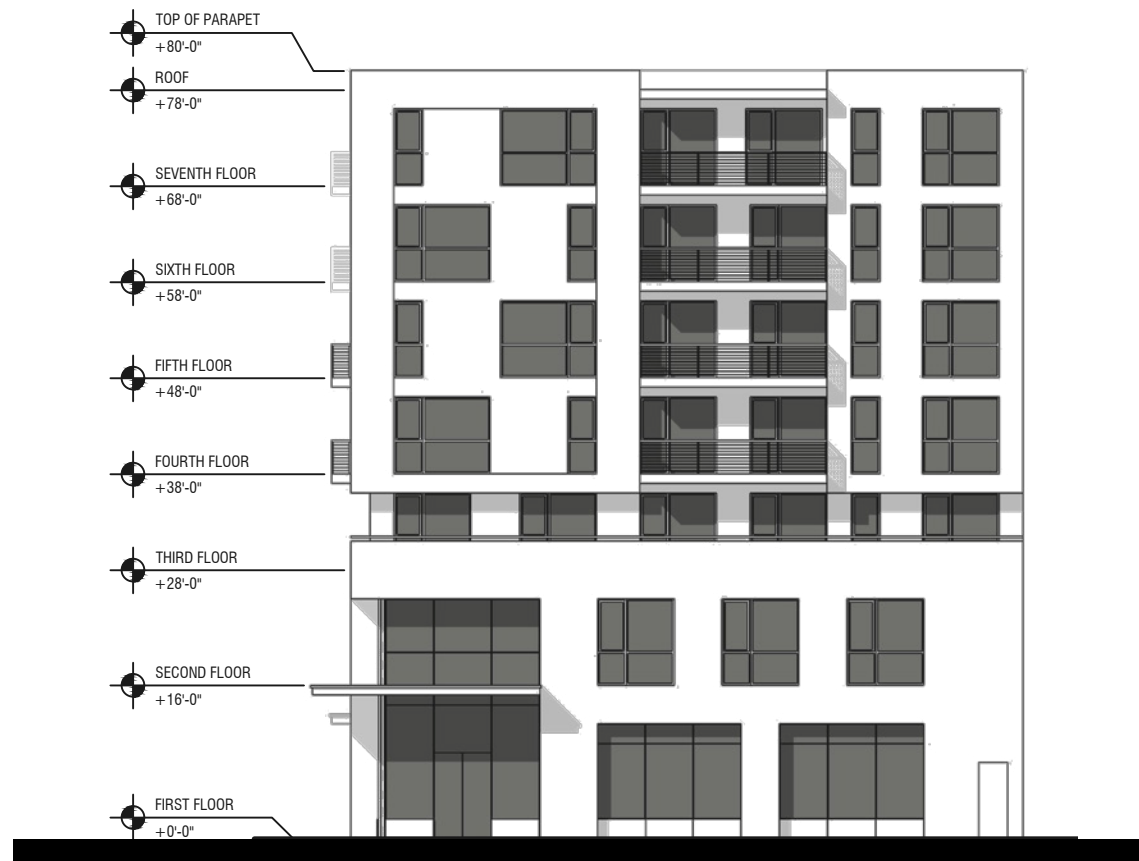 TOP OF PARAPET
+80'-0"
ROOF
+78'-0"
SEVENTH FLOOR
+68'-0"
SIXTH FLOOR
+58'-0"
FIFTH FLOOR
+48'-0"
FOURTH FLOOR
+38'-0"
THIRD FLOOR
+28'-0"
SECOND FLOOR
+16'-0"
FIRST FLOOR
+0'-0"